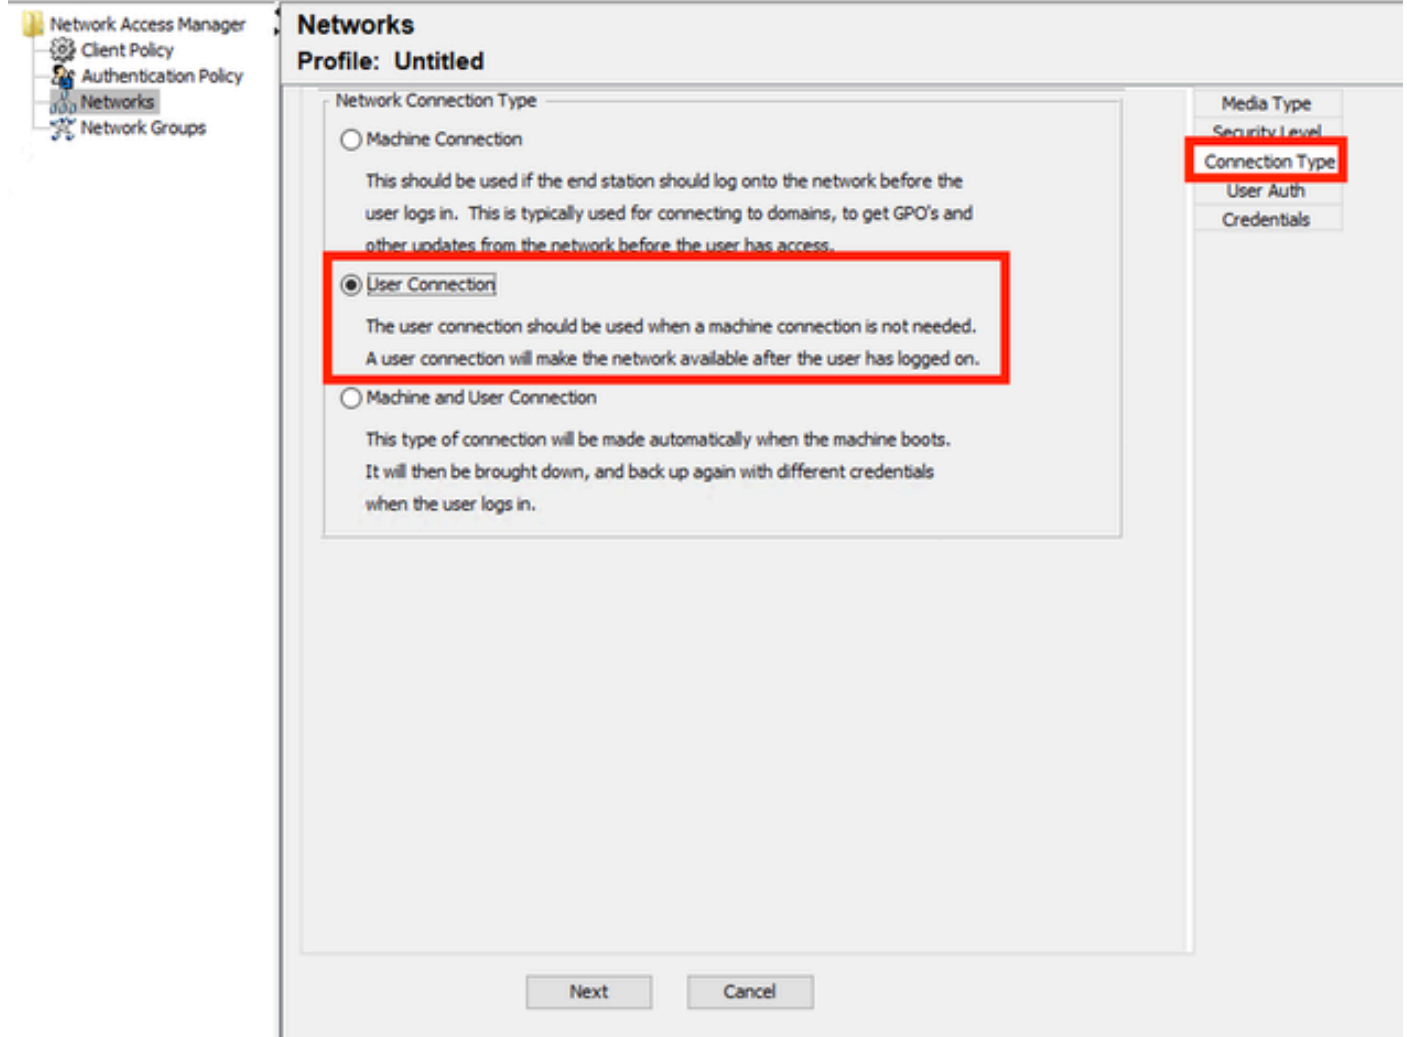 Network Access Manager
Client Policy
Authentication Policy
Networks
Network Groups
Networks
Profile: Untitled
Network Connection Type
Machine Connection
This should be used if the end station should log onto the network before the
user logs in. This is typically used for connecting to domains, to get GPO's and
other updates from the network before the user has access.
User Connection
The user connection should be used when a machine connection is not needed.
A user connection will make the network available after the user has logged on.
Machine and User Connection
This type of connection will be made automatically when the machine boots.
It will then be brought down, and back up again with different credentials
when the user logs in.
Media Type
Security Level
Connection Type
User Auth
Credentials
Next
Cancel